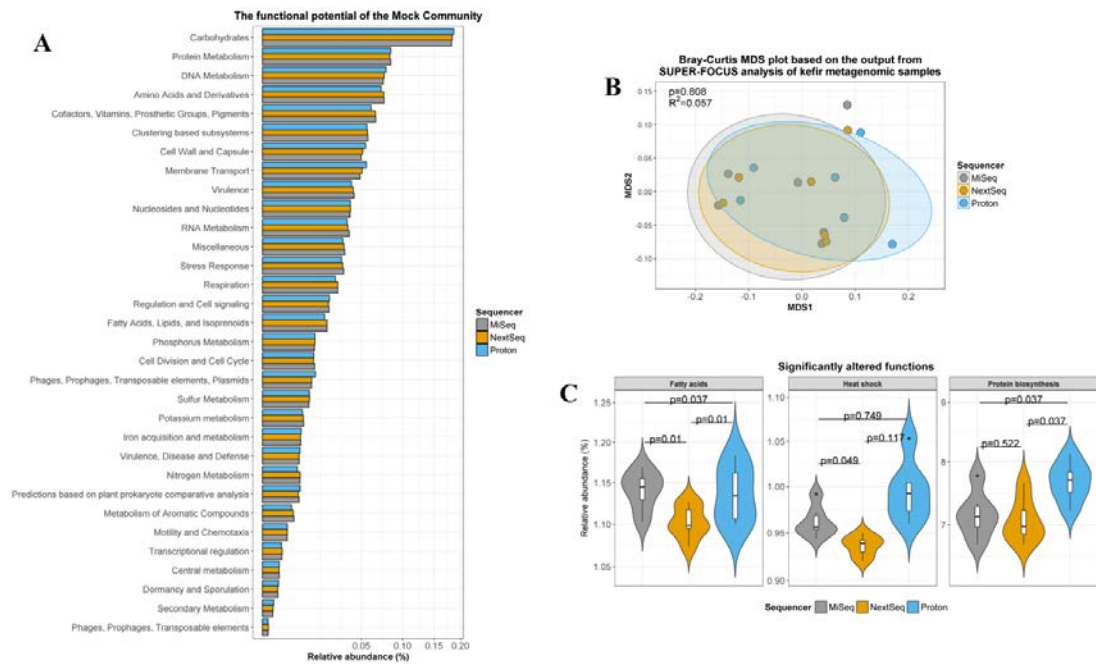 The functional potential of the Mock Community
A
Carbohydrates
Protein Metabolism
DNA Metabolism
Amino Acids and Derivatives
Cofactors, Vitamins, Prosthetic Groups, Pigments
Clustering based subsystems
Cell Wall and Capsule
Membrane Transport
Virulence
Nucleosides and Nucleotides
RNA Metabolism
Miscellaneous
Stress Response
Respiration
Regulation and Cell signaling
Fatty Acids, Lipids, and Isoprenoids
Phosphorus Metabolism
Cell Division and Cell Cycle
Phages, Prophages, Transposable elements, Plasmids
Sulfur Metabolism
Potassium metabolism
Iron acquisition and metabolism
Virulence, Disease and Defense
Nitrogen Metabolism
Predictions based on plant prokaryote comparative analysis
Metabolism of Aromatic Compounds
Motility and Chemotaxis
Transcriptional regulation
Central metabolism
Dormancy and Sporulation
Secondary Metabolism
Phages, Prophages, Transposable elements
0.05 0.10 0.15 0.20
Relative abundance (%)
Sequencer
MiSeq
NextSeq
Proton
B
Bray-Curtis MDS plot based on the output from
SUPER-FOCUS analysis of kefir metagenomic samples
p=0.808
R²=0.057
0.15
0.10
0.05
0.00
-0.05
-0.10
MDS2
-0.2 -0.1 0.0 0.1 0.2
MDS1
Sequencer
MiSeq
NextSeq
Proton
C
Significantly altered functions
Fatty acids Heat shock Protein biosynthesis
Relative abundance (%)
1.25
1.20
1.15
1.10
1.05
p=0.037
p=0.01
p=0.01
1.05
1.00
0.95
0.90
p=0.749
p=0.117
p=0.049
9
8
7
p=0.037
p=0.037
p=0.522
Sequencer MiSeq NextSeq Proton